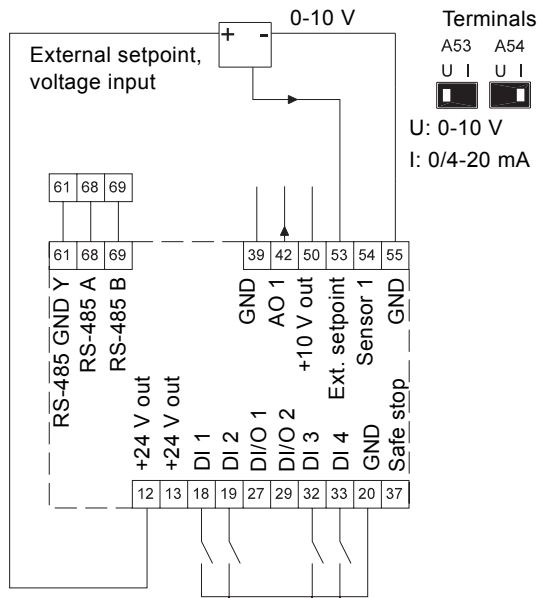 0-10 V
+ -
External setpoint,
voltage input
Terminals
A53 A54
U I U I
U: 0-10 V
I: 0/4-20 mA
61 68 69
61 68 69
39 42 50 53 54 55
RS-485 GND Y
RS-485 A
RS-485 B
GND
AO 1
+10 V out
Ext. setpoint
Sensor 1
GND
+24 V out
+24 V out
DI 1
DI 2
DI/O 1
DI/O 2
DI 3
DI 4
GND
Safe stop
12 13 18 19 27 29 32 33 20 37